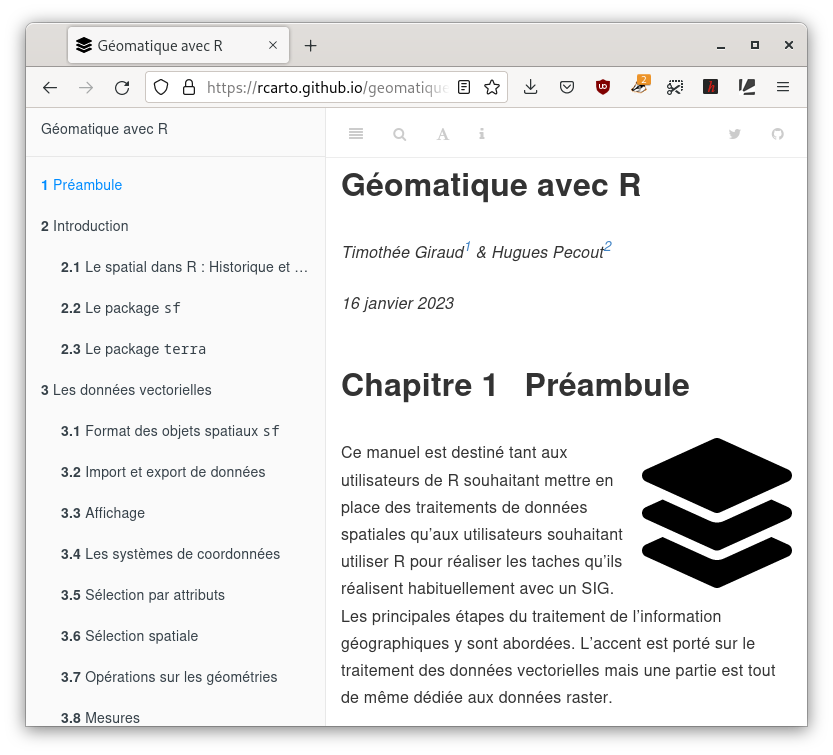 Géomatique avec R
https://rcarto.github.io/geomatique
2
Géomatique avec R
1 Préambule
2 Introduction
2.1 Le spatial dans R : Historique et …
2.2 Le package sf
2.3 Le package terra
3 Les données vectorielles
3.1 Format des objets spatiaux sf
3.2 Import et export de données
3.3 Affichage
3.4 Les systèmes de coordonnées
3.5 Sélection par attributs
3.6 Sélection spatiale
3.7 Opérations sur les géométries
3.8 Mesures
Géomatique avec R
Timothée Giraud1 & Hugues Pecout2
16 janvier 2023
Chapitre 1 Préambule
Ce manuel est destiné tant aux
utilisateurs de R souhaitant mettre en
place des traitements de données
spatiales qu’aux utilisateurs souhaitant
utiliser R pour réaliser les taches qu’ils
réalisent habituellement avec un SIG.
Les principales étapes du traitement de l’information
géographiques y sont abordées. L’accent est porté sur le
traitement des données vectorielles mais une partie est tout
de même dédiée aux données raster.